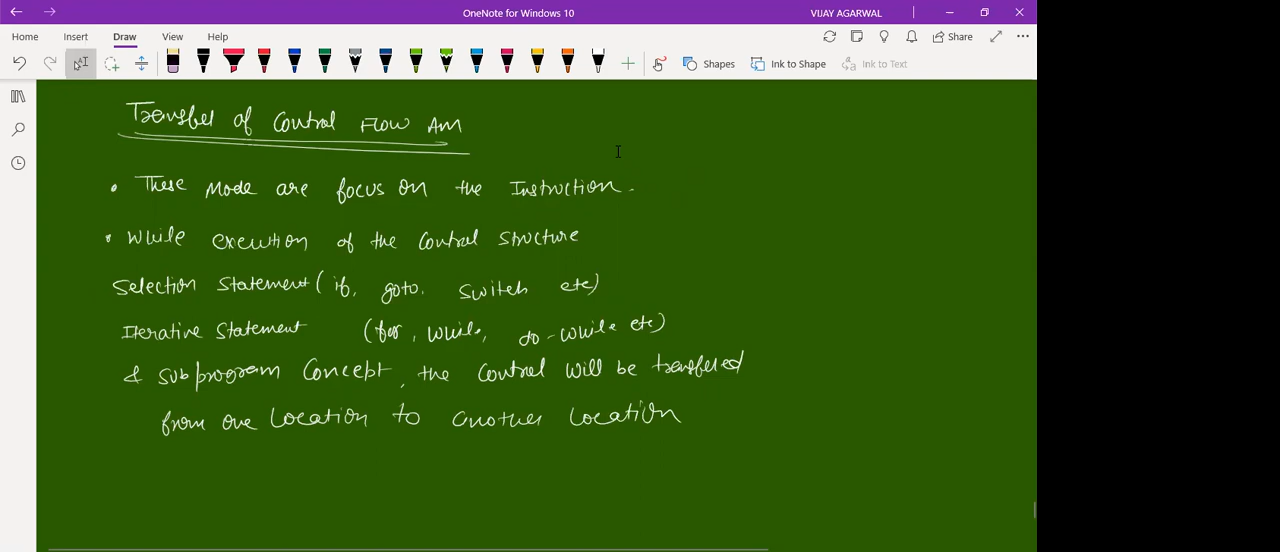 OneNote for Windows 10
VIJAY AGARWAL
Home Insert Draw View Help
Share
Shapes Ink to Shape Ink to Text
Transfer of Control Flow AM
• These Mode are focus on the Instruction.
• While execution of the Control Structure
Selection Statement (if, goto, switch etc)
Iterative Statement (for, while, do-while etc)
& subprogram Concept, the Control will be transfered
from one Location to another Location